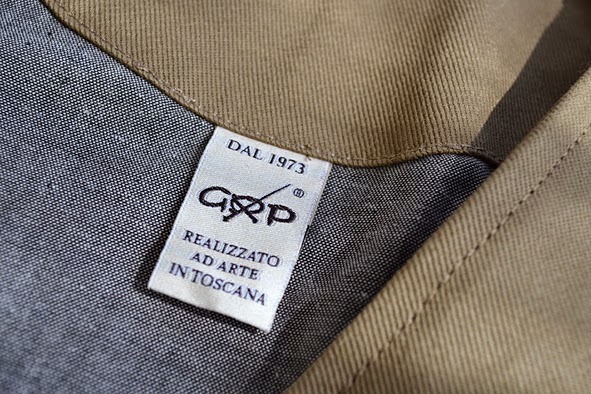 DAL 1973
GRP®
REALIZZATO
AD ARTE
IN TOSCANA